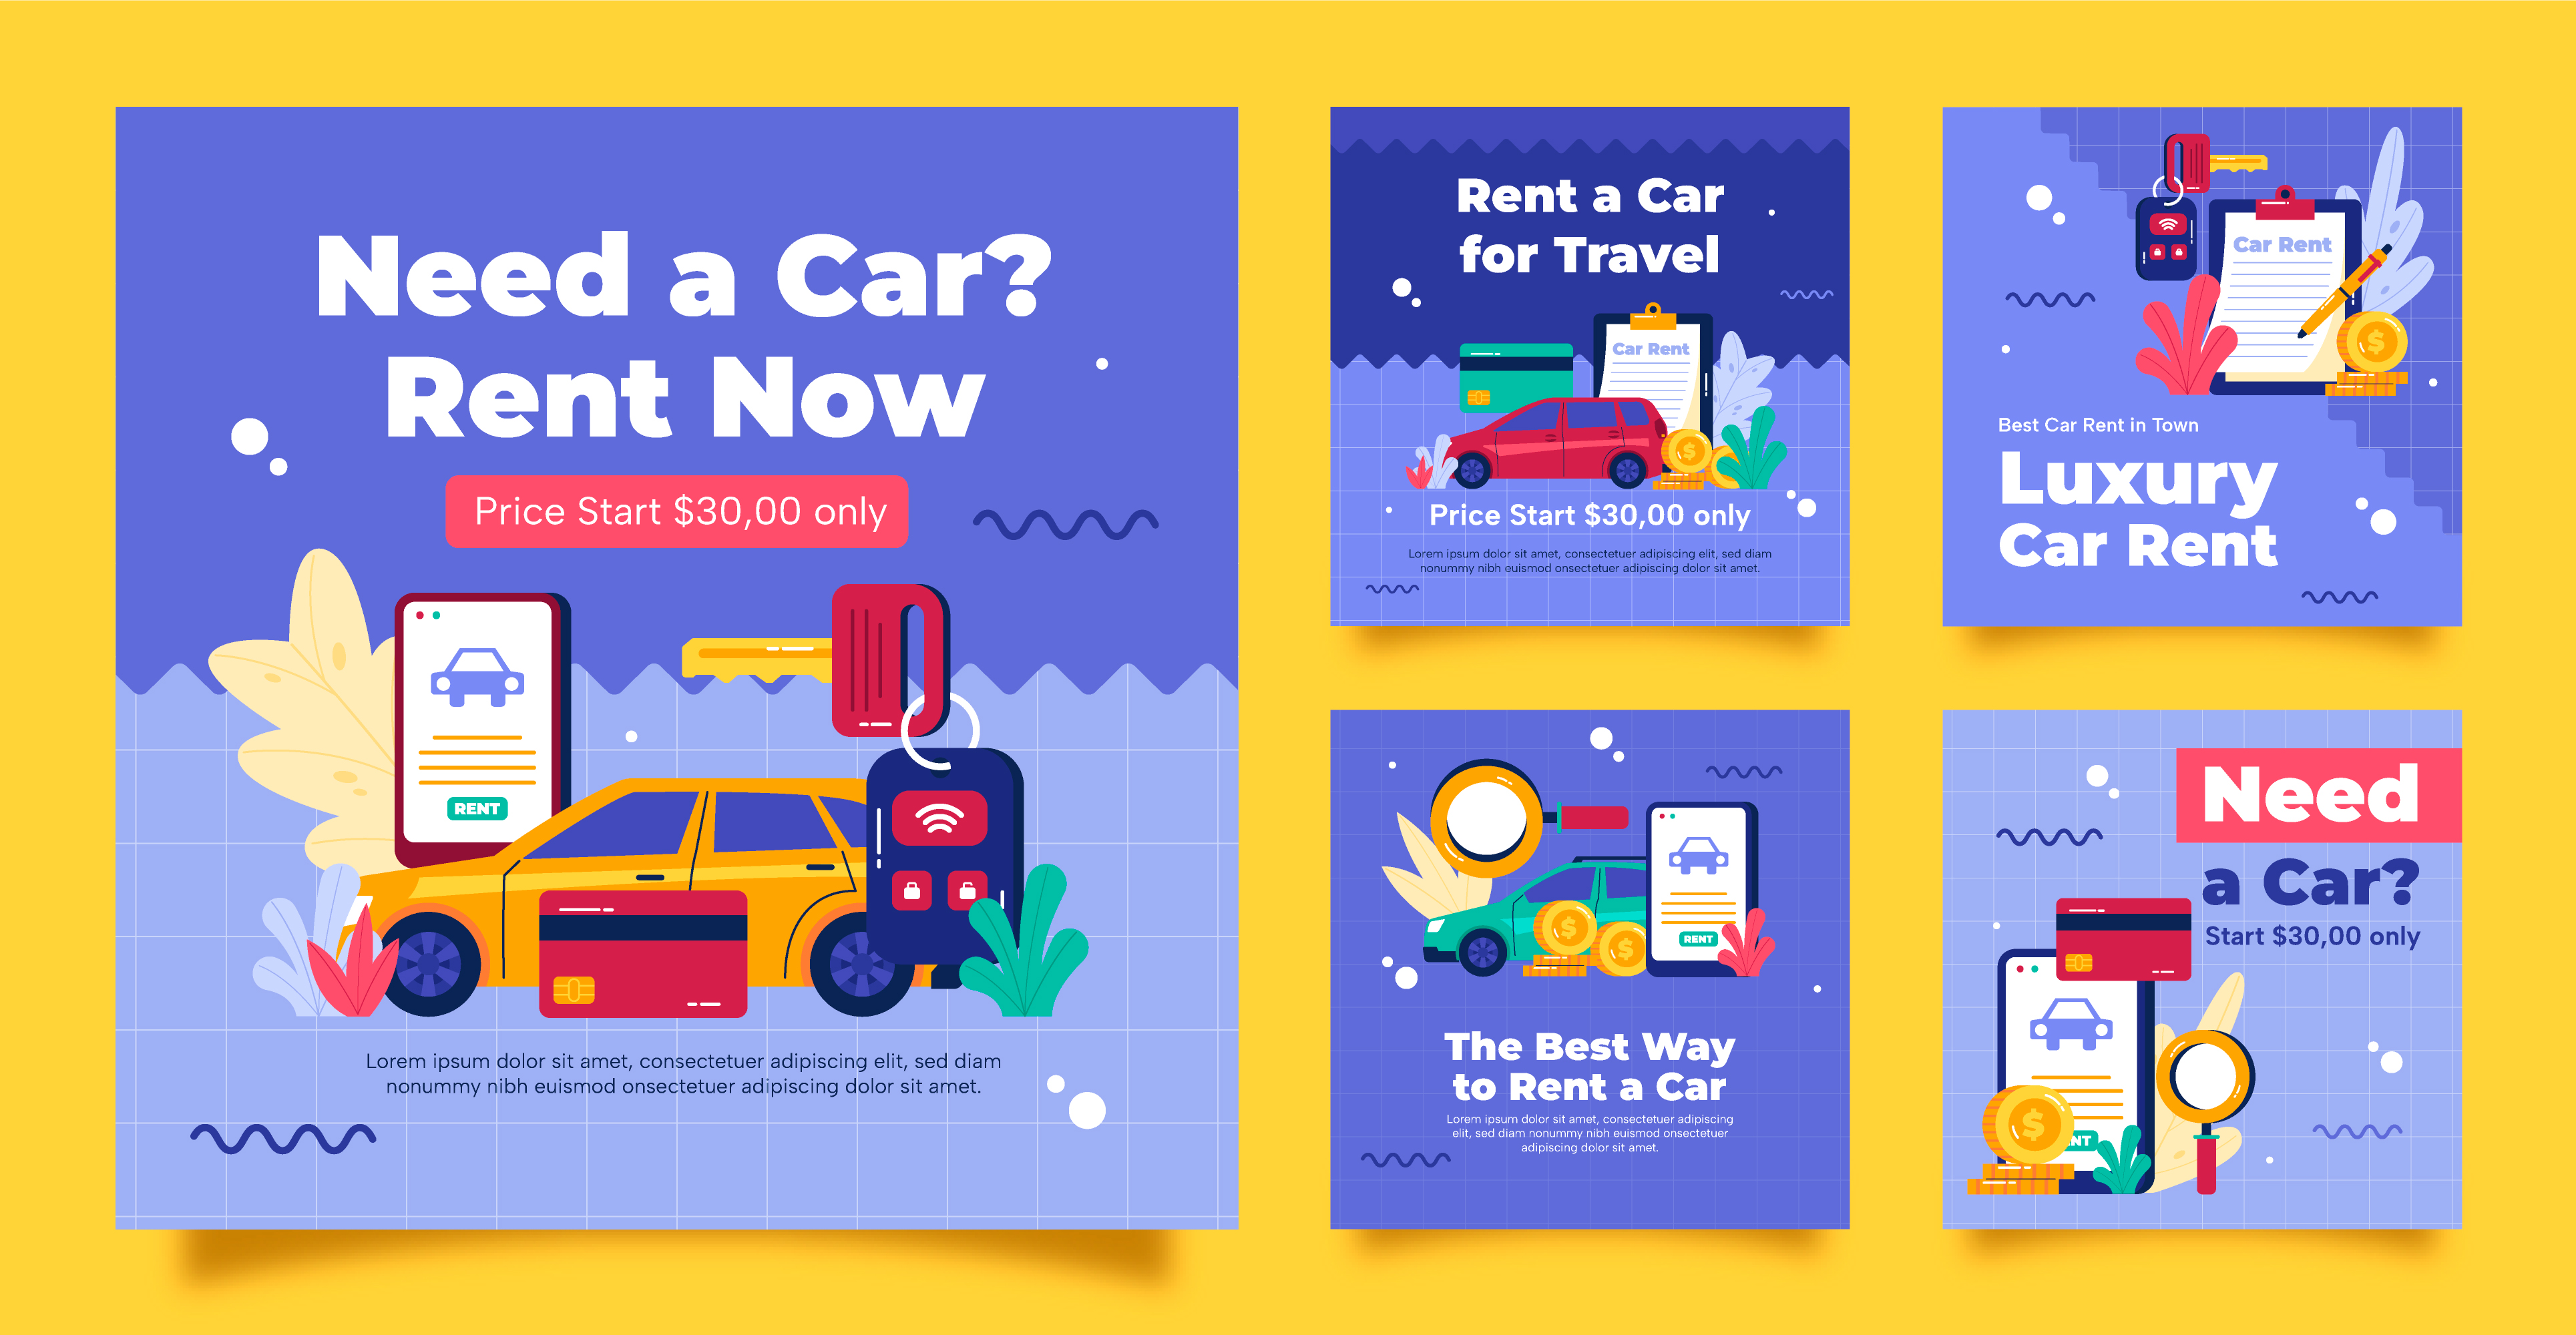 Need a Car?
Rent Now
Price Start $30,00 only
RENT
Lorem ipsum dolor sit amet, consectetuer adipiscing elit, sed diam
nonummy nibh euismod onsectetuer adipiscing dolor sit amet.
Rent a Car
for Travel
Car Rent
Price Start $30,00 only
Lorem ipsum dolor sit amet, consectetuer adipiscing elit, sed diam
nonummy nibh euismod onsectetuer adipiscing dolor sit amet.
Car Rent
Best Car Rent in Town
Luxury
Car Rent
RENT
The Best Way
to Rent a Car
Lorem ipsum dolor sit amet, consectetuer adipiscing
elit, sed diam nonummy nibh euismod onsectetuer
adipiscing dolor sit amet.
Need
a Car?
Start $30,00 only
NT